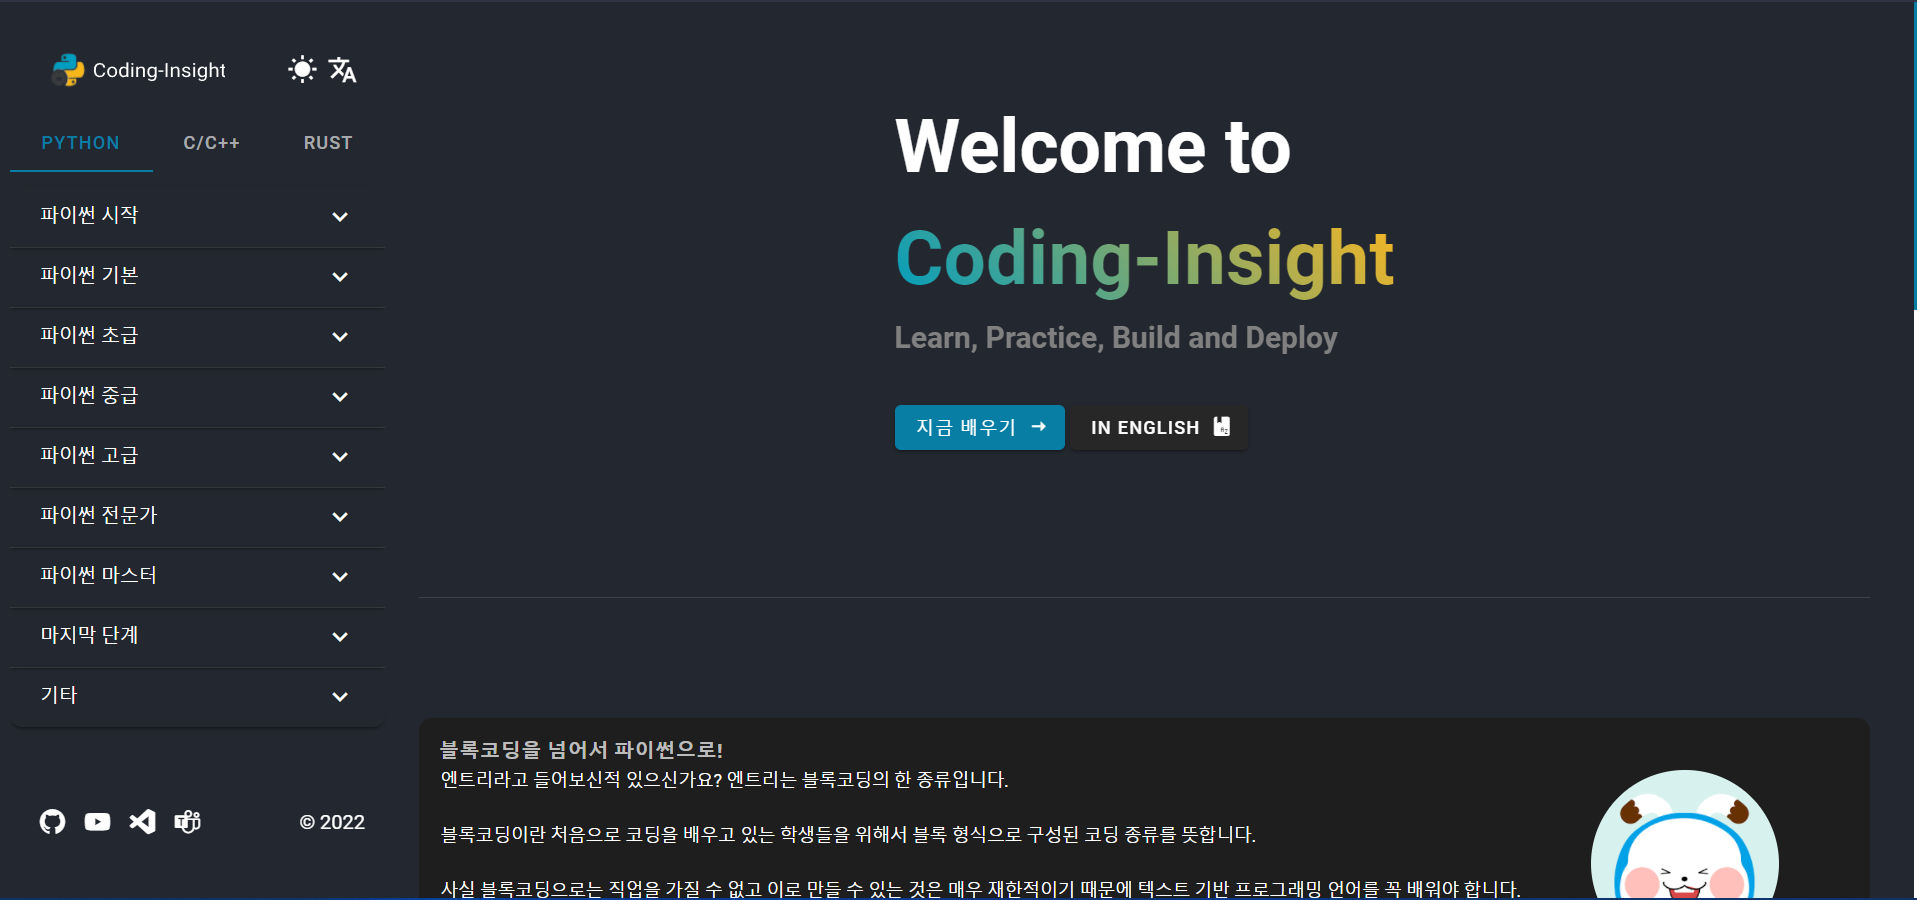 Coding-Insight
PYTHON
C/C++
RUST
파이썬 시작
파이썬 기본
파이썬 초급
파이썬 중급
파이썬 고급
파이썬 전문가
파이썬 마스터
마지막 단계
기타
© 2022
Welcome to
Coding-Insight
Learn, Practice, Build and Deploy
지금 배우기
IN ENGLISH
블록코딩을 넘어서 파이썬으로!
엔트리라고 들어보신적 있으신가요? 엔트리는 블록코딩의 한 종류입니다.
블록코딩이란 처음으로 코딩을 배우고 있는 학생들을 위해서 블록 형식으로 구성된 코딩 종류를 뜻합니다.
사실 블록코딩으로는 직업을 가질 수 없고 이로 만들 수 있는 것은 매우 재한적이기 때문에 텍스트 기반 프로그래밍 언어를 꼭 배워야 합니다.